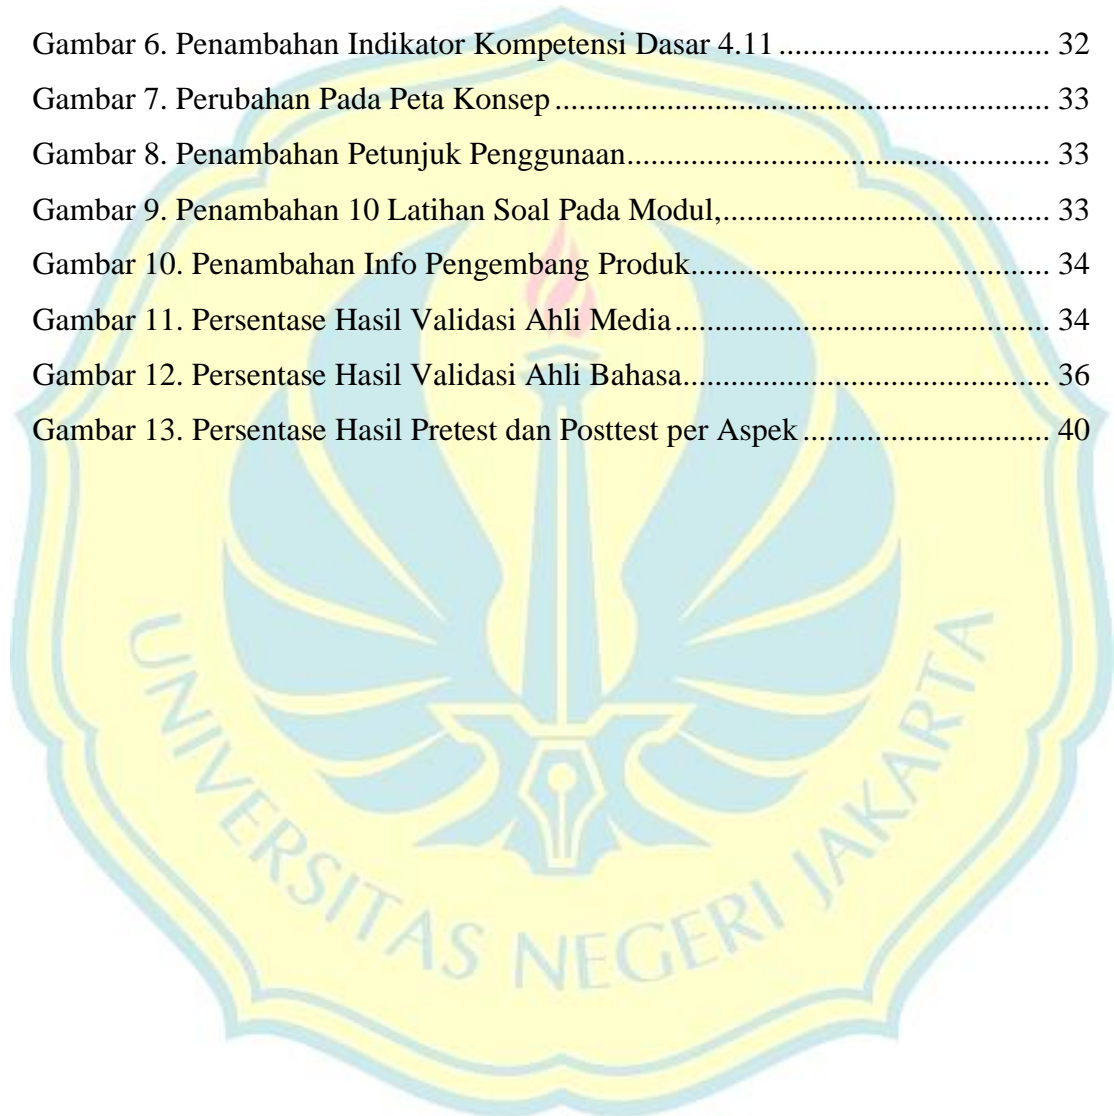 Gambar 6. Penambahan Indikator Kompetensi Dasar 4.11 .................................. 32
Gambar 7. Perubahan Pada Peta Konsep ............................................................... 33
Gambar 8. Penambahan Petunjuk Penggunaan...................................................... 33
Gambar 9. Penambahan 10 Latihan Soal Pada Modul,.......................................... 33
Gambar 10. Penambahan Info Pengembang Produk.............................................. 34
Gambar 11. Persentase Hasil Validasi Ahli Media ................................................ 34
Gambar 12. Persentase Hasil Validasi Ahli Bahasa............................................... 36
Gambar 13. Persentase Hasil Pretest dan Posttest per Aspek ............................... 40
UNIVERSITAS NEGERI JAKARTA